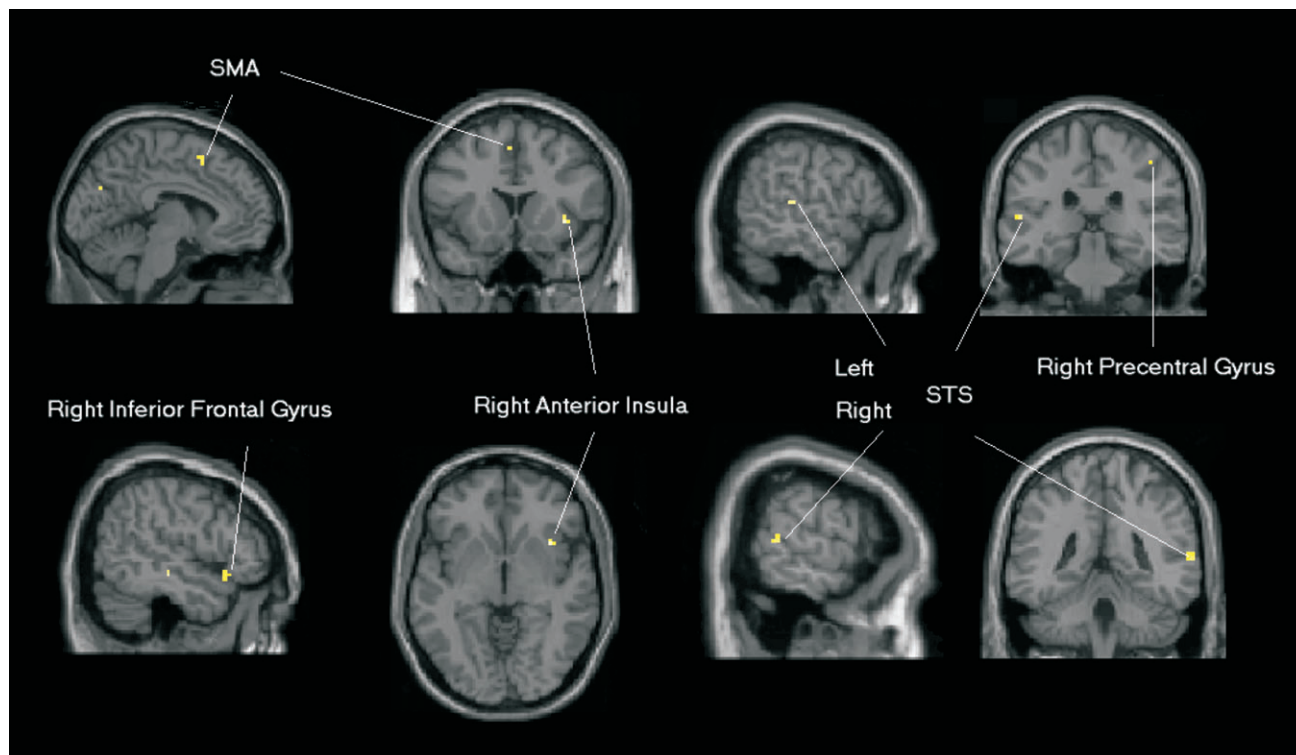 SMA
Left
Right Precentral Gyrus
STS
Right Inferior Frontal Gyrus
Right Anterior Insula
Right